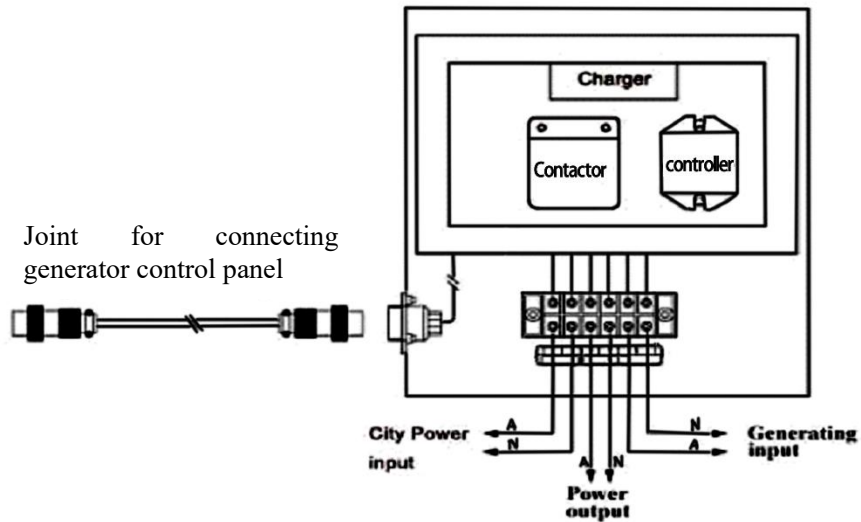 Charger
Contactor
controller
Joint for connecting
generator control panel
City Power
input
A
N
A
N
Power
output
N
A
Generating
input